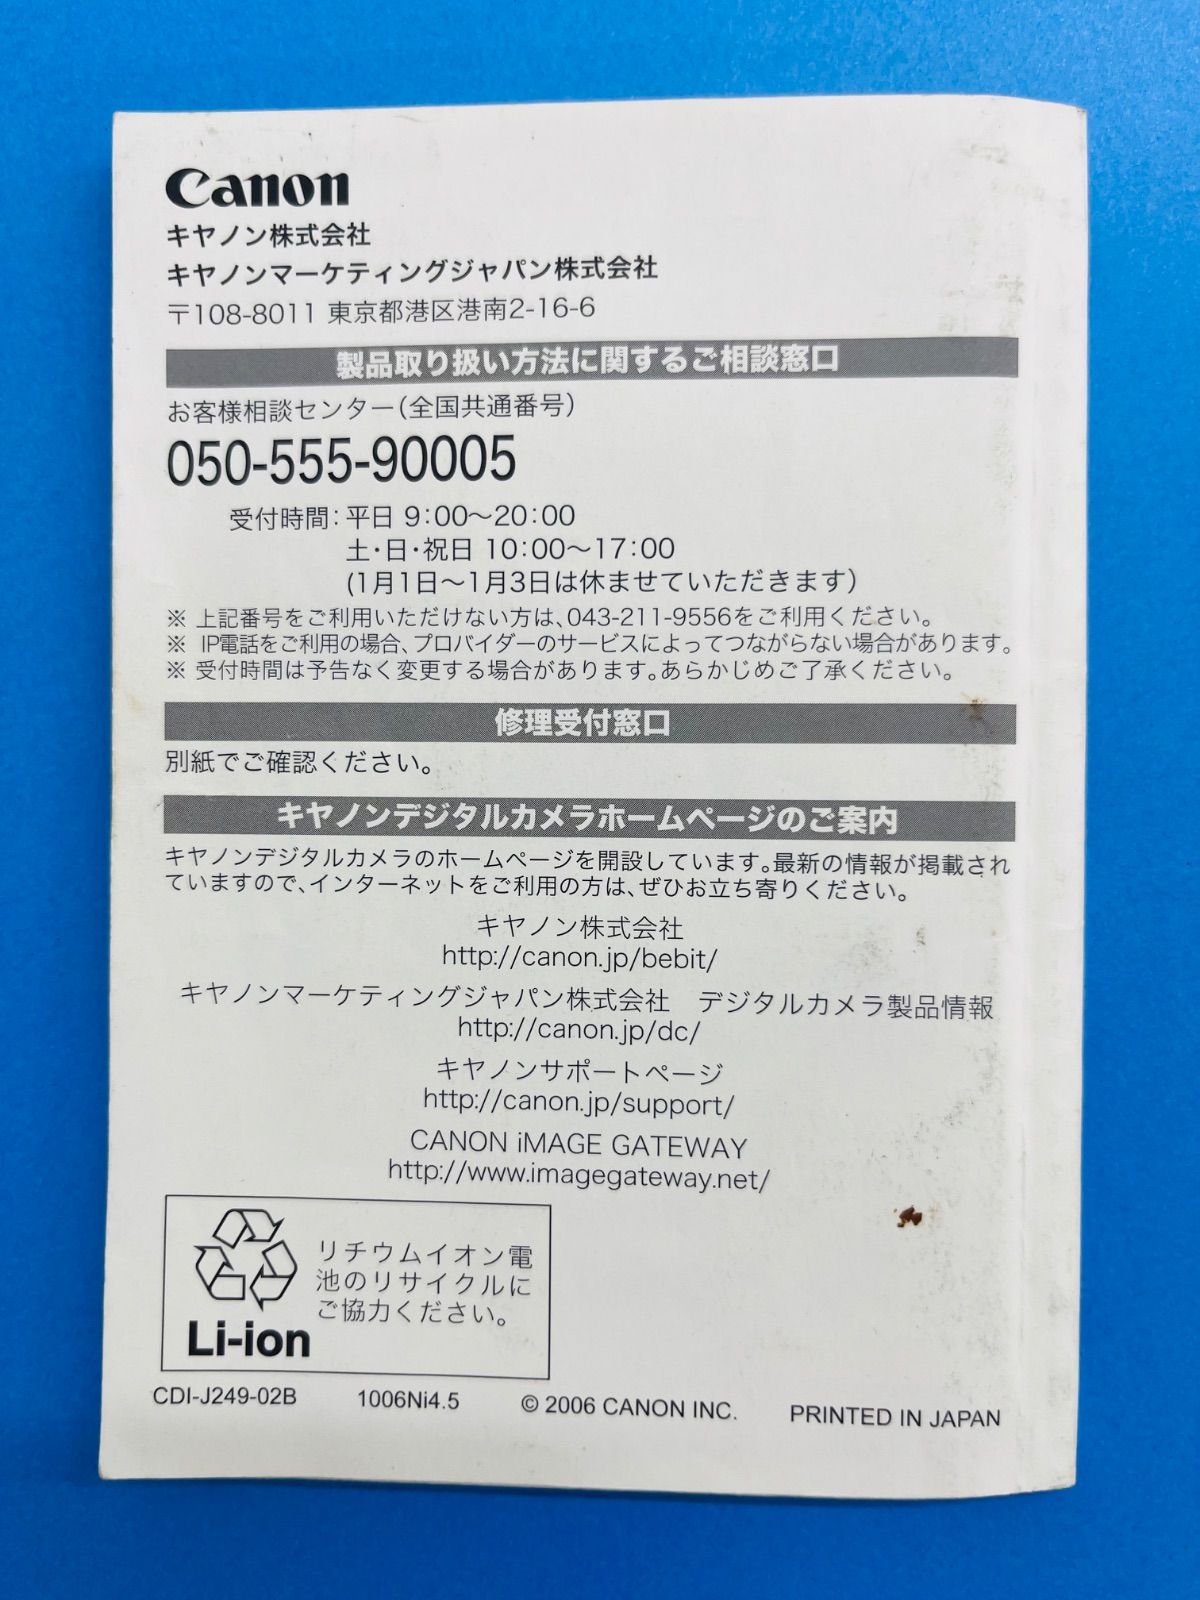 Canon
キヤノン株式会社
キヤノンマーケティングジャパン株式会社
〒108-8011 東京都港区港南2-16-6
製品取り扱い方法に関するご相談窓口
お客様相談センター(全国共通番号)
050-555-90005
受付時間:平日 9:00〜20:00
土・日・祝日 10:00〜17:00
(1月1日〜1月3日は休ませていただきます)
※ 上記番号をご利用いただけない方は、043-211-9556をご利用ください。
※ IP電話をご利用の場合、プロバイダーのサービスによってつながらない場合があります。
※ 受付時間は予告なく変更する場合があります。あらかじめご了承ください。
修理受付窓口
別紙でご確認ください。
キヤノンデジタルカメラホームページのご案内
キヤノンデジタルカメラのホームページを開設しています。最新の情報が掲載され
ていますので、インターネットをご利用の方は、ぜひお立ち寄りください。
キヤノン株式会社
http://canon.jp/bebit/
キヤノンマーケティングジャパン株式会社　デジタルカメラ製品情報
http://canon.jp/dc/
キヤノンサポートページ
http://canon.jp/support/
CANON iMAGE GATEWAY
http://www.imagegateway.net/
リチウムイオン電
池のリサイクルに
ご協力ください。
Li-ion
CDI-J249-02B 1006Ni4.5 © 2006 CANON INC. PRINTED IN JAPAN